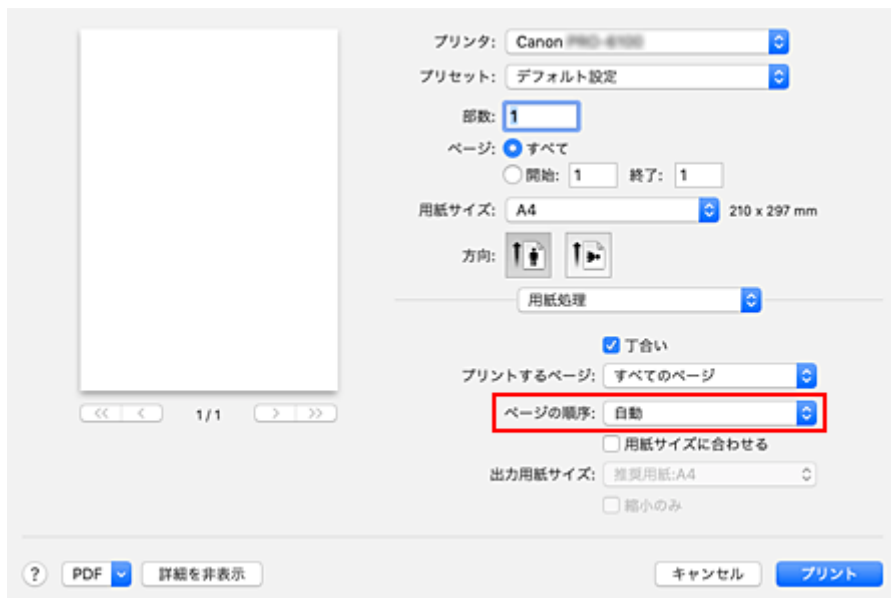 プリンタ: Canon
プリセット: デフォルト設定
部数: 1
ページ: すべて
開始: 1 終了: 1
用紙サイズ: A4 210 x 297 mm
方向:
用紙処理
丁合い
プリントするページ: すべてのページ
<< < 1/1 > >>
ページの順序: 自動
用紙サイズに合わせる
出力用紙サイズ: 推奨用紙:A4
縮小のみ
? PDF 詳細を非表示 キャンセル プリント